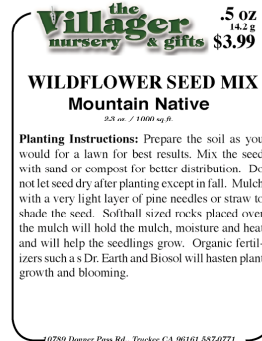 the
Villager
nursery & gifts
.5 oz
14.2 g
$3.99
WILDFLOWER SEED MIX
Mountain Native
2-3 oz. / 1000 sq.ft.
Planting Instructions: Prepare the soil as you
would for a lawn for best results. Mix the seed
with sand or compost for better distribution. Do
not let seed dry after planting except in fall. Mulch
with a very light layer of pine needles or straw to
shade the seed. Softball sized rocks placed over
the mulch will hold the mulch, moisture and heat
and will help the seedlings grow. Organic fertil-
izers such a s Dr. Earth and Biosol will hasten plant
growth and blooming.
10789 Donner Pass Rd., Truckee CA 96161 587-0771